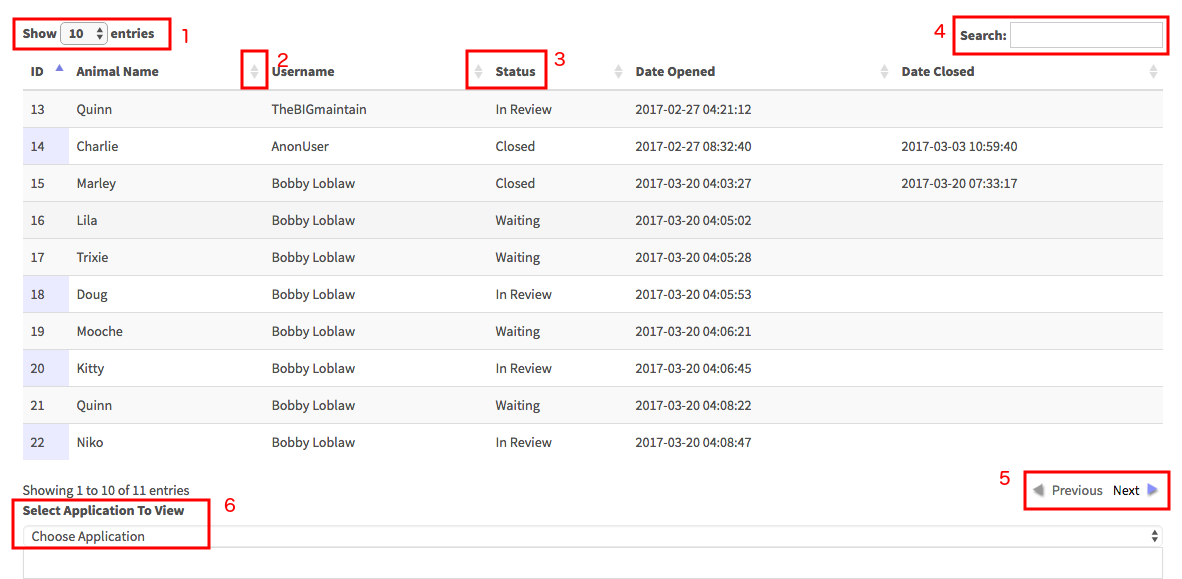 Show 10 entries 1 4 Search:
2 3
ID Animal Name Username Status Date Opened Date Closed
13 Quinn TheBIGmaintain In Review 2017-02-27 04:21:12
14 Charlie AnonUser Closed 2017-02-27 08:32:40 2017-03-03 10:59:40
15 Marley Bobby Loblaw Closed 2017-03-20 04:03:27 2017-03-20 07:33:17
16 Lila Bobby Loblaw Waiting 2017-03-20 04:05:02
17 Trixie Bobby Loblaw Waiting 2017-03-20 04:05:28
18 Doug Bobby Loblaw In Review 2017-03-20 04:05:53
19 Mooche Bobby Loblaw Waiting 2017-03-20 04:06:21
20 Kitty Bobby Loblaw In Review 2017-03-20 04:06:45
21 Quinn Bobby Loblaw Waiting 2017-03-20 04:08:22
22 Niko Bobby Loblaw In Review 2017-03-20 04:08:47
Showing 1 to 10 of 11 entries 5 Previous Next
Select Application To View 6
Choose Application